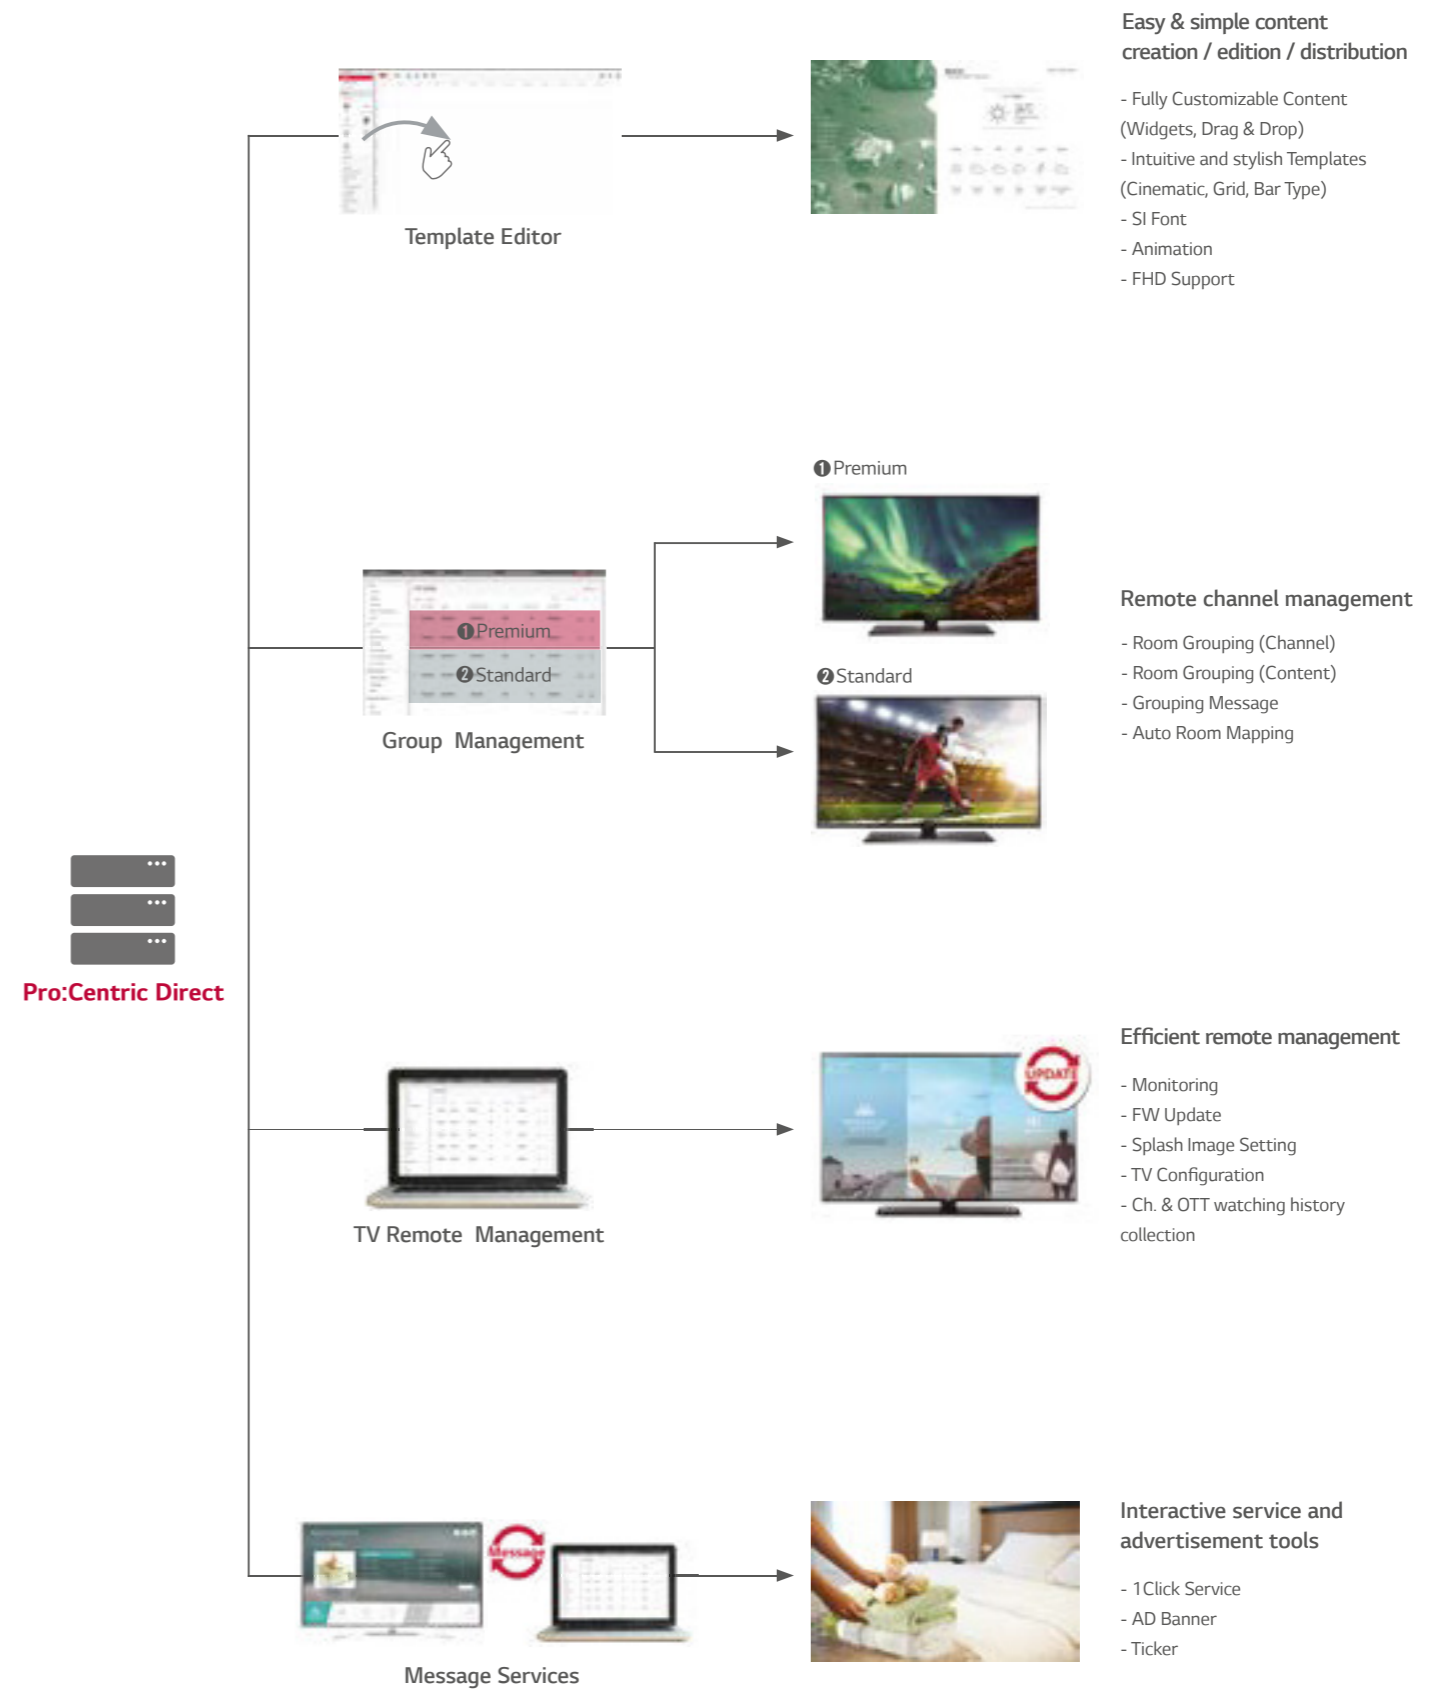 Easy & simple content
creation / edition / distribution
- Fully Customizable Content
(Widgets, Drag & Drop)
- Intuitive and stylish Templates
(Cinematic, Grid, Bar Type)
- SI Font
- Animation
- FHD Support
Template Editor
❶Premium
❶Premium
❷Standard
❷Standard
Group Management
Remote channel management
- Room Grouping (Channel)
- Room Grouping (Content)
- Grouping Message
- Auto Room Mapping
Pro:Centric Direct
UPDATE
TV Remote Management
Efficient remote management
- Monitoring
- FW Update
- Splash Image Setting
- TV Configuration
- Ch. & OTT watching history
collection
Message
Message Services
Interactive service and
advertisement tools
- 1Click Service
- AD Banner
- Ticker